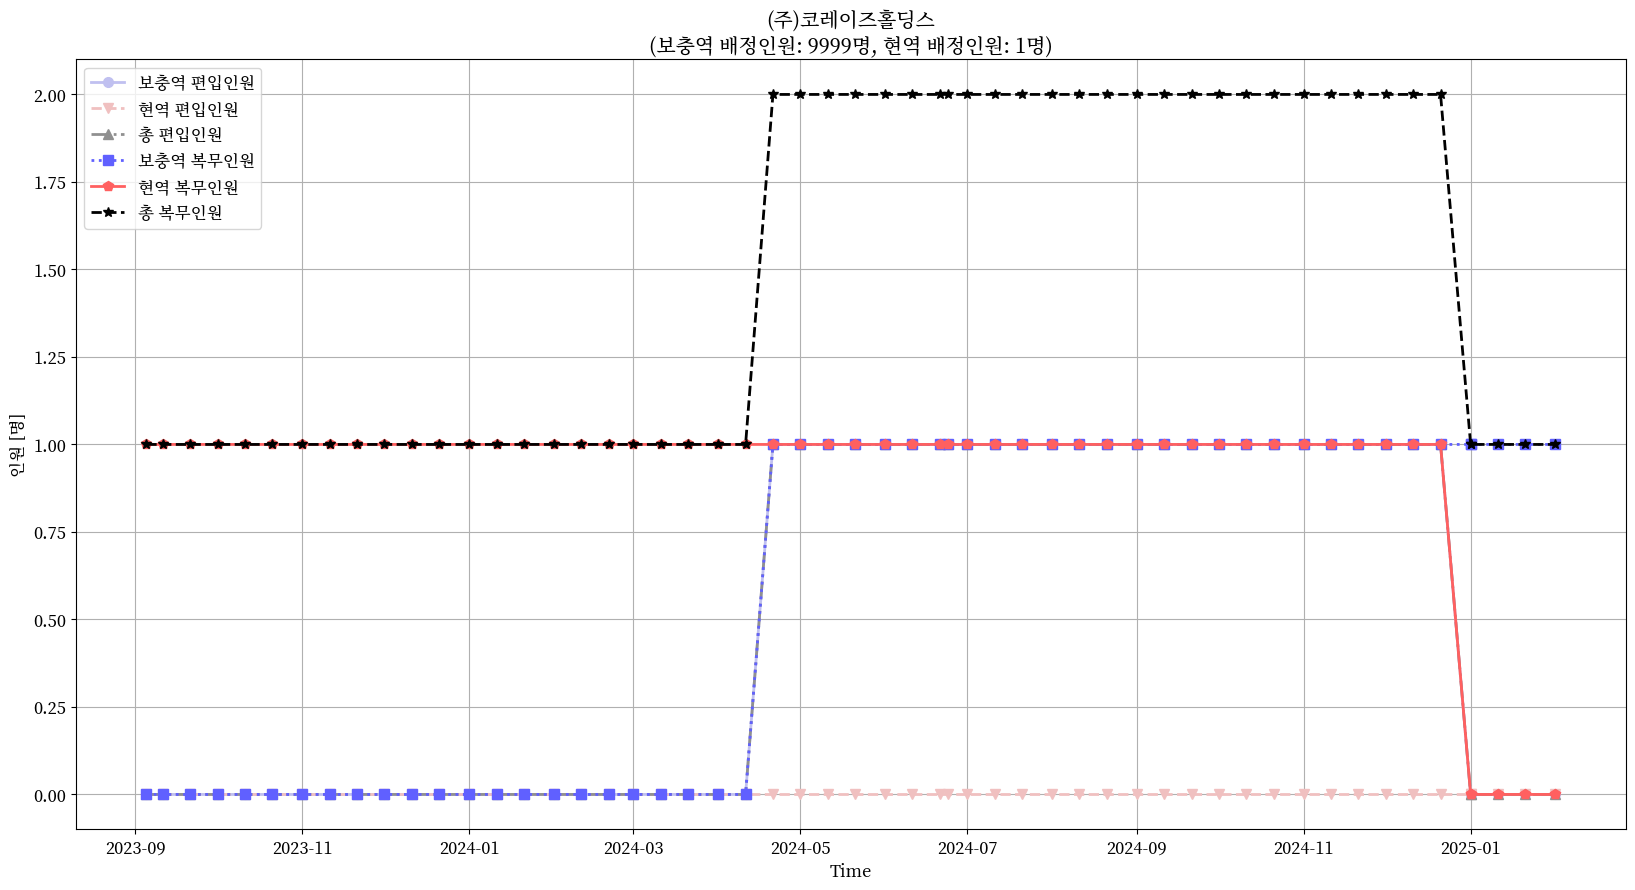 (주)코레이즈홀딩스
(보충역 배정인원: 9999명, 현역 배정인원: 1명)
보충역 편입인원
현역 편입인원
총 편입인원
보충역 복무인원
현역 복무인원
총 복무인원
2.00
1.75
1.50
1.25
1.00
0.75
0.50
0.25
0.00
인원 [명]
2023-09
2023-11
2024-01
2024-03
2024-05
2024-07
2024-09
2024-11
2025-01
Time